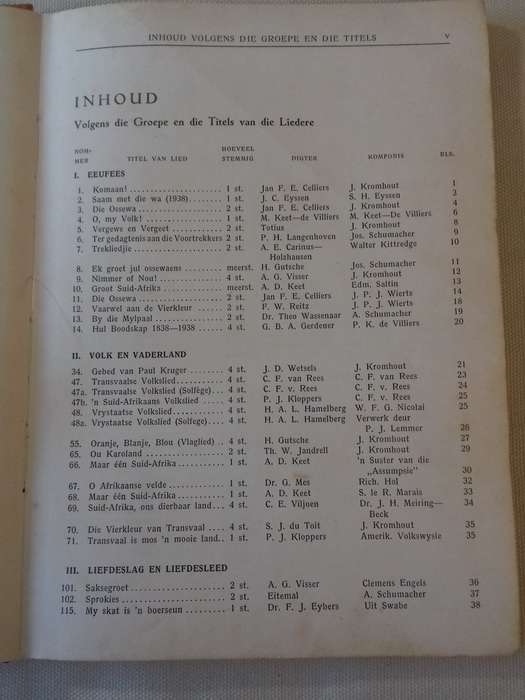 INHOUD VOLGENS DIE GROEPE EN DIE TITELS v
INHOUD
Volgens die Groepe en die Titels van die Liedere
NOM- HOEVEEL
MER TITEL VAN LIED STEMMIG DIGTER KOMPONIS BLS.
I. EEUFEES
1. Komaan! 1 st. Jan F. E. Celliers J. Kromhout 1
2. Saam met die wa (1938) 1 st. J. C. Eyssen S. H. Eyssen 3
3. Die Ossewa 2 st. Jan F. E. Celliers J. Kromhout 4
4. O, my Volk! 1 st. M. Keet—de Villiers M. Keet—De Villiers 6
5. Vergewe en Vergeet 2 st. Totius J. Kromhout 8
6. Ter gedagtenis aan die Voortrekkers 2 st. P. H. Langenhoven Jos. Schumacher 9
7. Trekliedjie 2 st. A. E. Carinus— Walter Kittredge 10
Holzhausen
8. Ek groet jul ossewaens meerst. H. Gutsche Jos. Schumacher 11
9. Nimmer of Nou! 4 st. A. G. Visser J. Kromhout 12
10. Groot Suid-Afrika meerst. A. D. Keet Edm. Saltin 13
11. Die Ossewa 2 st. Jan F. E. Celliers J. P. J. Wierts 14
12. Vaarwel aan de Vierkleur 2 st. F. W. Reitz J. P. J. Wierts 18
13. By die Mylpaal 2 st. Dr. Theo Wassenaar A. Schumacher 19
14. Hul Boodskap 1838—1938 4 st. G. B. A. Gerdener P. K. de Villiers 20
II. VOLK EN VADERLAND
34. Gebed van Paul Kruger 4 st. J. D. Wetsels J. Kromhout 21
47. Transvaalse Volkslied 2 st. C. F. van Rees C. F. van Rees 23
47a. Transvaalse Volkslied (Solfège) 3 st. C. F. v. Rees C. F. v. Rees 24
47b. 'n Suid-Afrikaans Volkslied 2 st. P. J. Kloppers C. F. v. Rees 25
48. Vrystaatse Volkslied 4 st. H. A. L. Hamelberg W. F. G. Nicolai 25
48a. Vrystaatse Volkslied (Solfege) 3 st. H. A. L. Hamelberg Verwerk deur
P. J. Lemmer 26
55. Oranje, Blanje, Blou (Vlaglied) 4 st. H. Gutsche J. Kromhout 27
65. Ou Karoland 2 st. Th. W. Jandrell J. Kromhout 29
66. Maar één Suid-Afrika 1 st. A. D. Keet 'n Suster van die
„Assumpsie” 30
67. O Afrikaanse velde 1 st. Dr. G. Mes Rich. Hol 32
68. Maar één Suid-Afrika 1 st. A. D. Keet S. le R. Marais 33
69. Suid-Afrika, ons dierbaar land 4 st. C. E. Viljoen Dr. J. H. Meiring— 34
Beck
70. Die Vierkleur van Transvaal 4 st. S. J. du Toit J. Kromhout 35
71. Transvaal is mos 'n mooie land 1 st. P. J. Kloppers Amerik. Volkswysie 35
III. LIEFDESLAG EN LIEFDESLEED
101. Saksegroet 2 st. A. G. Visser Clemens Engels 36
102. Sprokies 2 st. Eitemal A. Schumacher 37
115. My skat is 'n boerseun 1 st. Dr. F. J. Eybers Uit Swabe 38